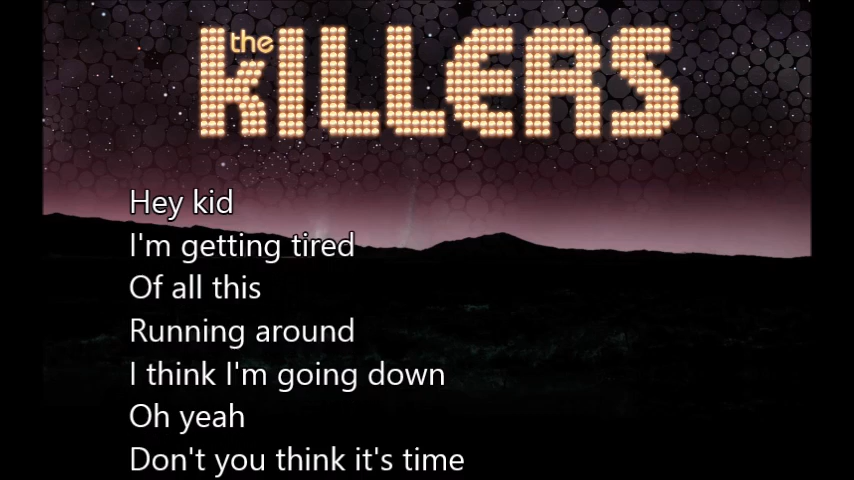 the
KILLERS
Hey kid
I'm getting tired
Of all this
Running around
I think I'm going down
Oh yeah
Don't you think it's time